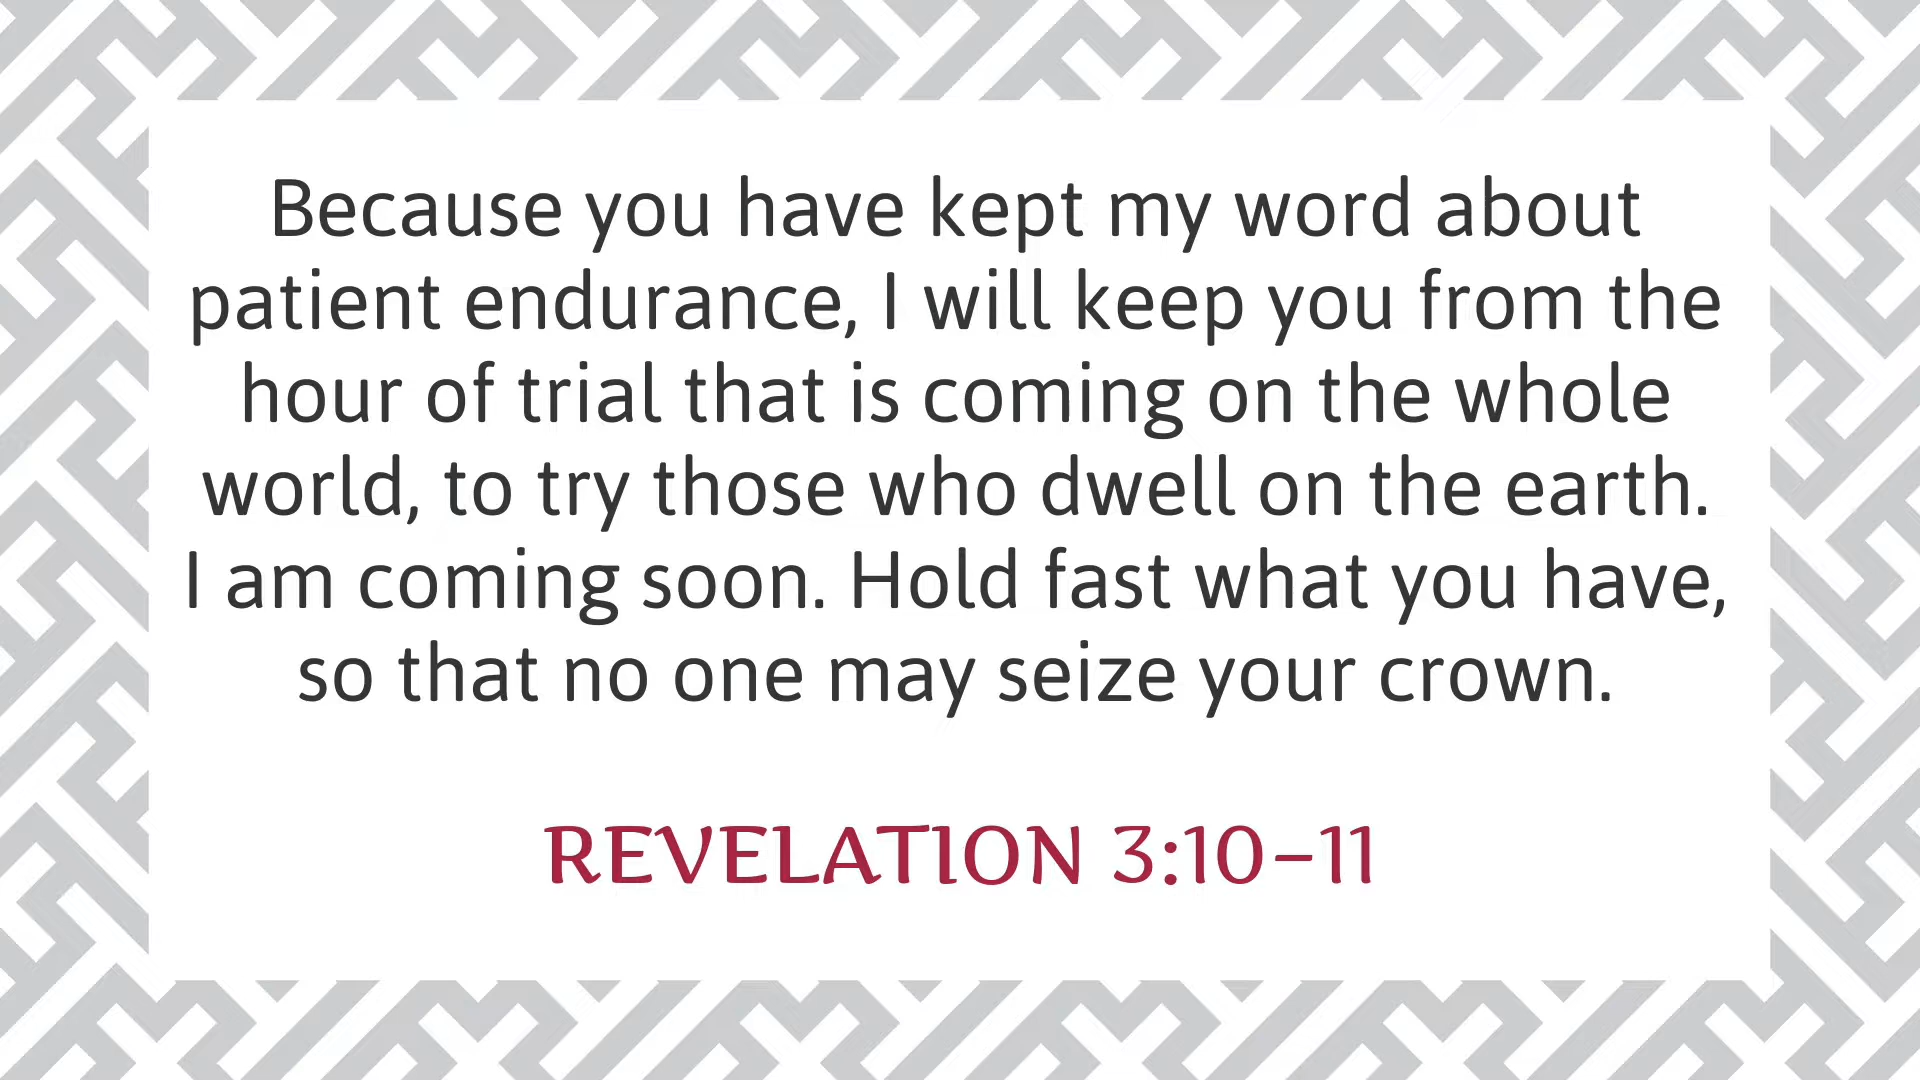 Because you have kept my word about
patient endurance, I will keep you from the
hour of trial that is coming on the whole
world, to try those who dwell on the earth.
I am coming soon. Hold fast what you have,
so that no one may seize your crown.
REVELATION 3:10–11